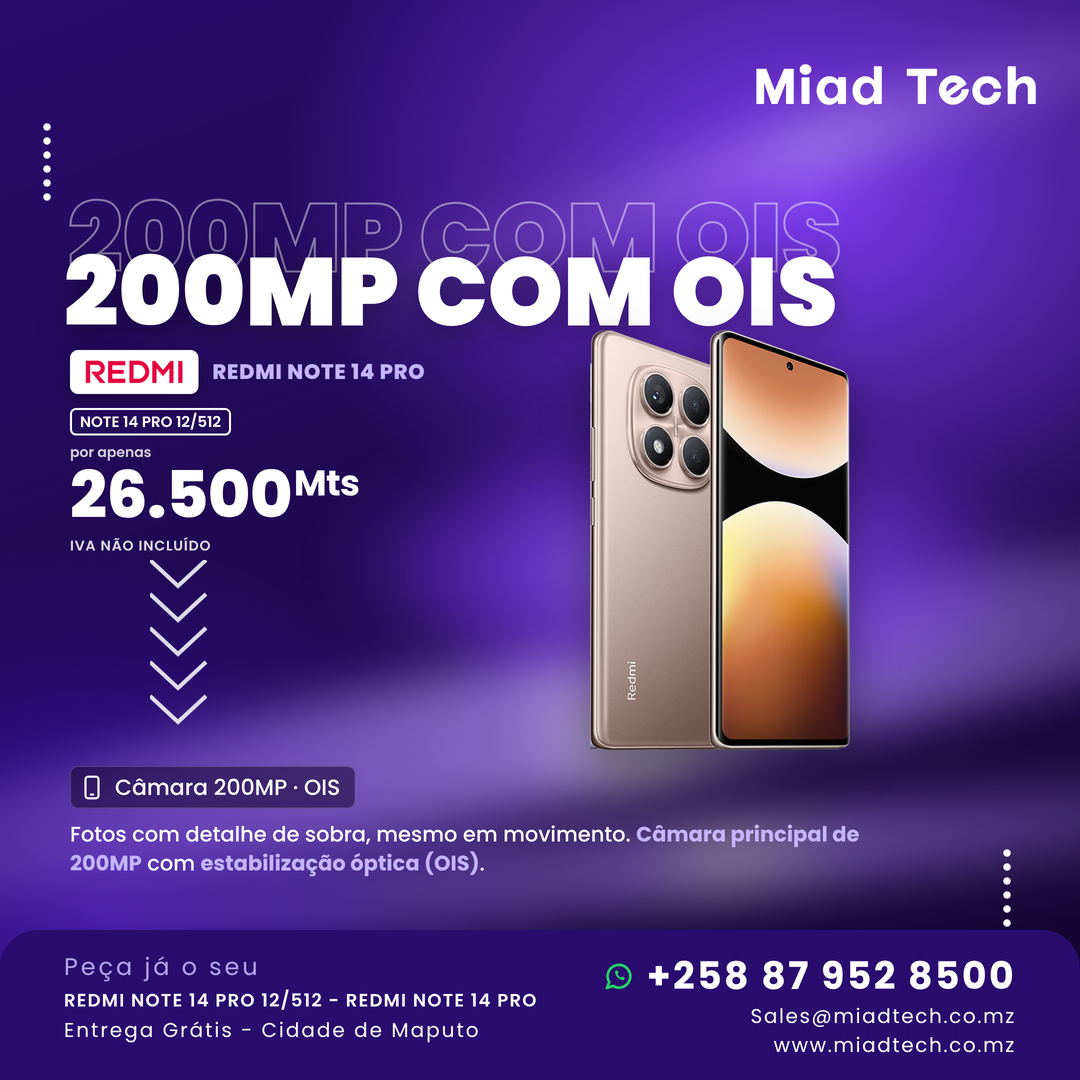 Miad Tech
200MP COM OIS
200MP COM OIS
REDMI REDMI NOTE 14 PRO
NOTE 14 PRO 12/512
por apenas
26.500Mts
IVA NÃO INCLUÍDO
Redmi
Câmara 200MP · OIS
Fotos com detalhe de sobra, mesmo em movimento. Câmara principal de
200MP com estabilização óptica (OIS).
Peça já o seu
REDMI NOTE 14 PRO 12/512 - REDMI NOTE 14 PRO
Entrega Grátis - Cidade de Maputo
+258 87 952 8500
Sales@miadtech.co.mz
www.miadtech.co.mz